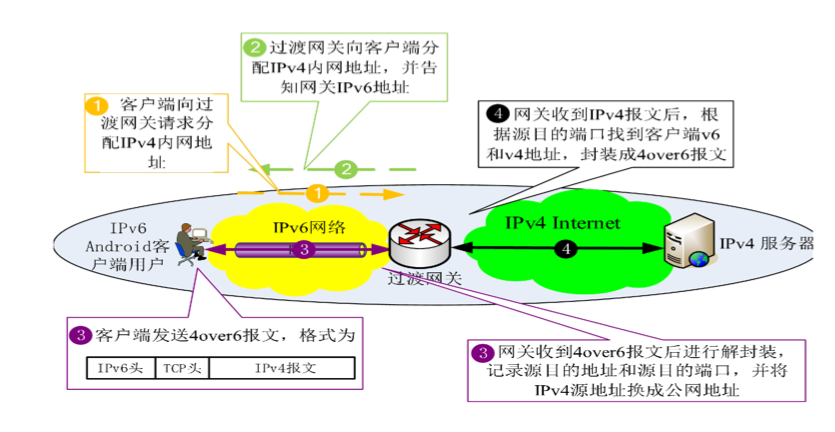 2 过渡网关向客户端分
配IPv4内网地址，并告
知网关IPv6地址
1 客户端向过
渡网关请求分
配IPv4内网地
址
4 网关收到IPv4报文后，根
据源目的端口找到客户端v6
和v4地址，封装成4over6报文
2
1
IPv6
Android客
户端用户
IPv6网络
3
过渡网关
IPv4 Internet
4
IPv4 服务器
3 客户端发送4over6报文，格式为
IPv6头 TCP头 IPv4报文
3 网关收到4over6报文后进行解封装，
记录源目的地址和源目的端口，并将
IPv4源地址换成公网地址